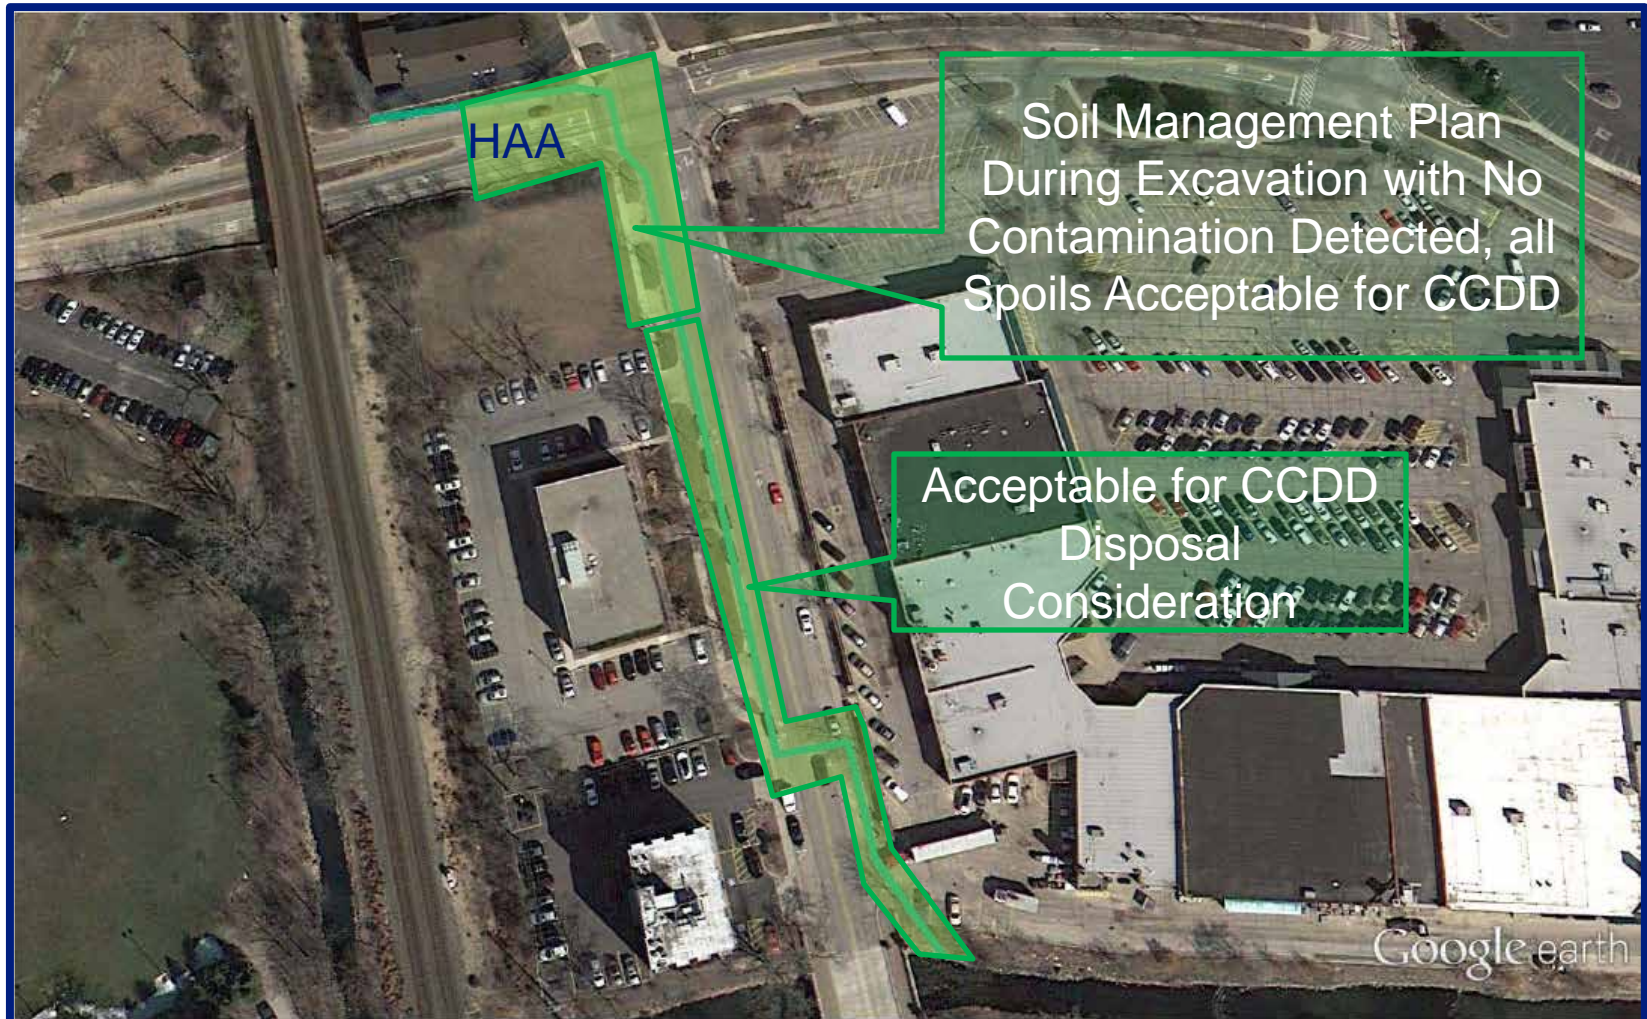 HAA
Soil Management Plan
During Excavation with No
Contamination Detected, all
Spoils Acceptable for CCDD
Acceptable for CCDD
Disposal
Consideration
Google earth